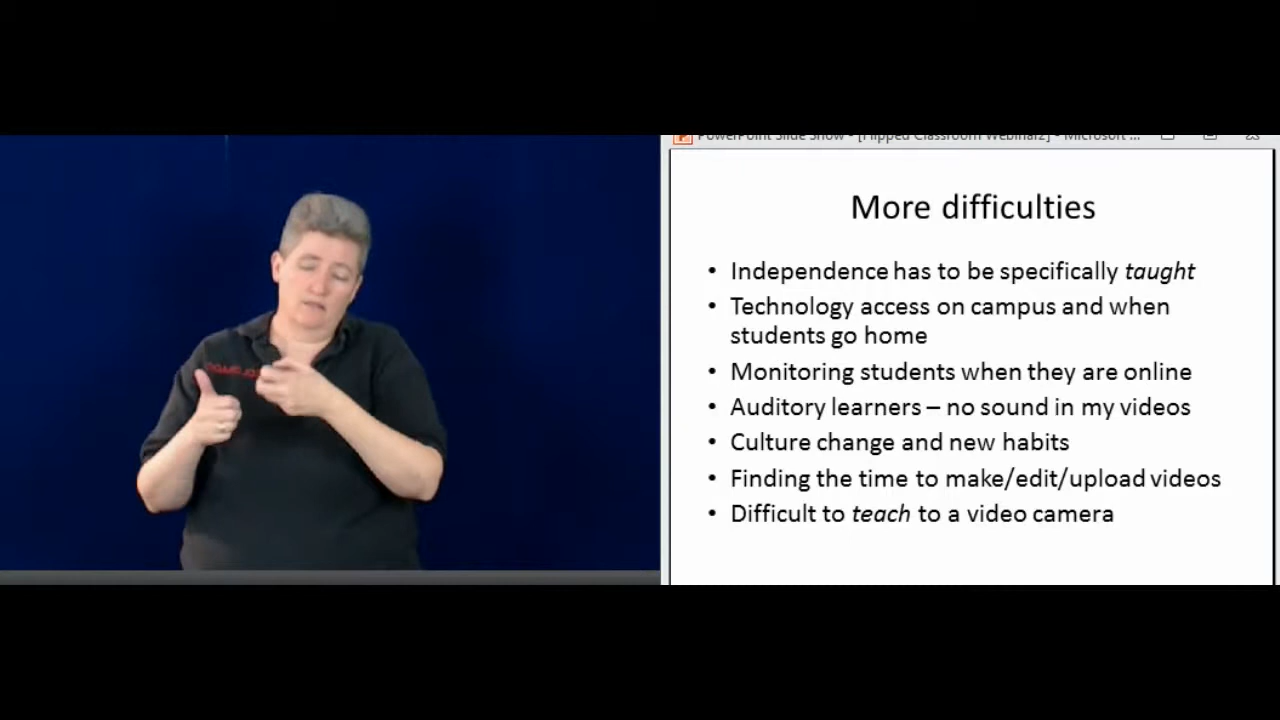 PowerPoint Slide Show - [Flipped Classroom Webinar2] - Microsoft ...
More difficulties
• Independence has to be specifically taught
• Technology access on campus and when
students go home
• Monitoring students when they are online
• Auditory learners – no sound in my videos
• Culture change and new habits
• Finding the time to make/edit/upload videos
• Difficult to teach to a video camera